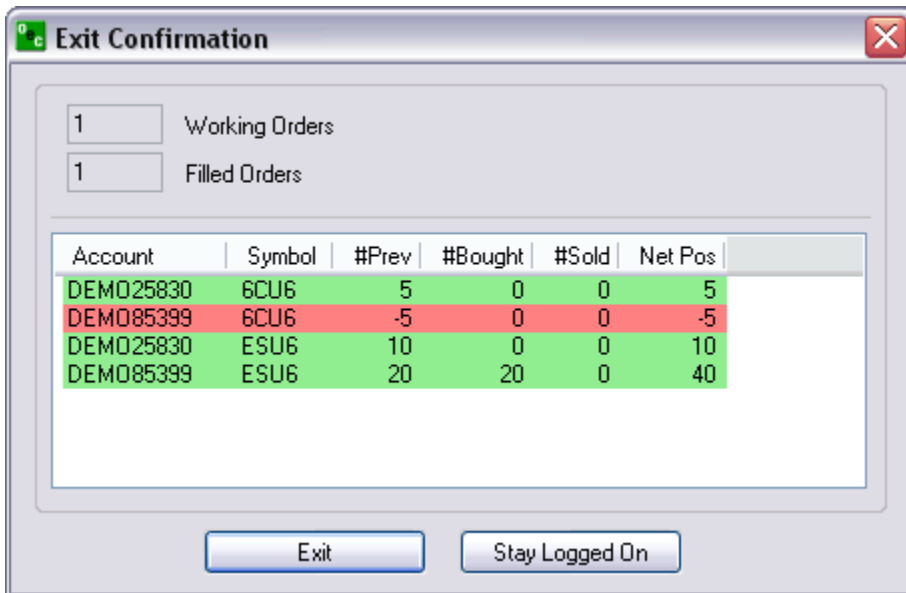 Oec Exit Confirmation
1 Working Orders
1 Filled Orders
Account Symbol #Prev #Bought #Sold Net Pos
DEMO25830 6CU6 5 0 0 5
DEMO85399 6CU6 -5 0 0 -5
DEMO25830 ESU6 10 0 0 10
DEMO85399 ESU6 20 20 0 40
Exit Stay Logged On